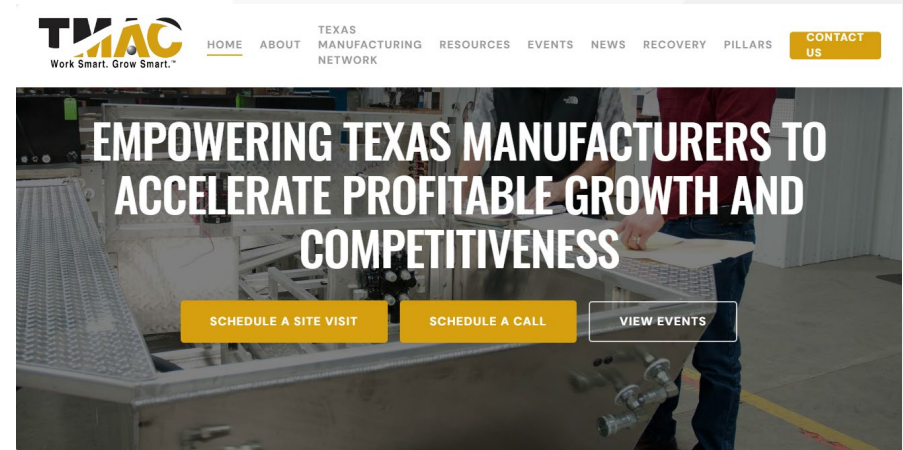 TMAC
Work Smart. Grow Smart.™
HOME
ABOUT
TEXAS
MANUFACTURING
NETWORK
RESOURCES
EVENTS
NEWS
RECOVERY
PILLARS
CONTACT
US
EMPOWERING TEXAS MANUFACTURERS TO
ACCELERATE PROFITABLE GROWTH AND
COMPETITIVENESS
SCHEDULE A SITE VISIT
SCHEDULE A CALL
VIEW EVENTS